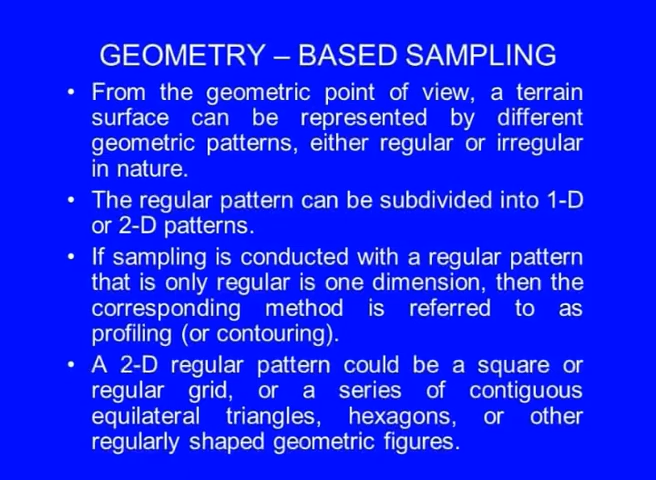 GEOMETRY – BASED SAMPLING
• From the geometric point of view, a terrain
surface can be represented by different
geometric patterns, either regular or irregular
in nature.
• The regular pattern can be subdivided into 1-D
or 2-D patterns.
• If sampling is conducted with a regular pattern
that is only regular is one dimension, then the
corresponding method is referred to as
profiling (or contouring).
• A 2-D regular pattern could be a square or
regular grid, or a series of contiguous
equilateral triangles, hexagons, or other
regularly shaped geometric figures.